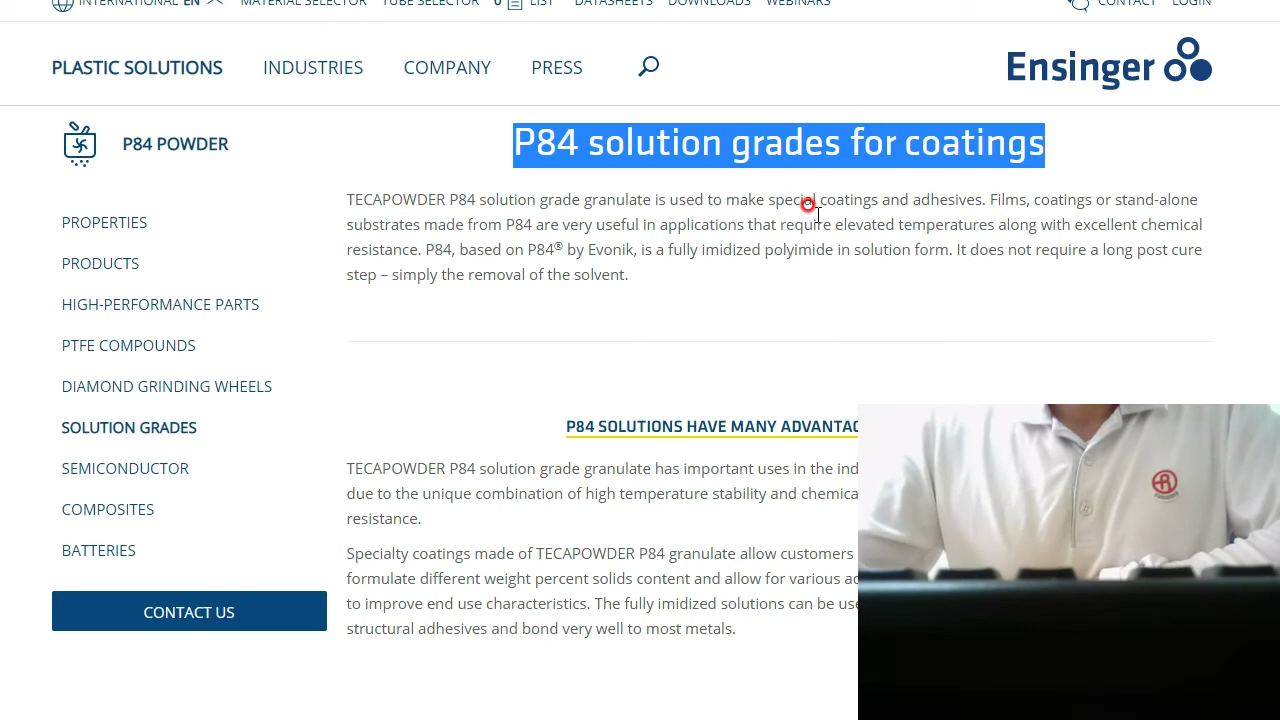 INTERNATIONAL EN
MATERIAL SELECTOR
TUBE SELECTOR
0 LIST
DATASHEETS
DOWNLOADS
WEBINARS
CONTACT
LOGIN
PLASTIC SOLUTIONS
INDUSTRIES
COMPANY
PRESS
Ensinger
P84 POWDER
PROPERTIES
PRODUCTS
HIGH-PERFORMANCE PARTS
PTFE COMPOUNDS
DIAMOND GRINDING WHEELS
SOLUTION GRADES
SEMICONDUCTOR
COMPOSITES
BATTERIES
CONTACT US
P84 solution grades for coatings
TECAPOWDER P84 solution grade granulate is used to make special coatings and adhesives. Films, coatings or stand-alone
substrates made from P84 are very useful in applications that require elevated temperatures along with excellent chemical
resistance. P84, based on P84® by Evonik, is a fully imidized polyimide in solution form. It does not require a long post cure
step – simply the removal of the solvent.
P84 SOLUTIONS HAVE MANY
TECAPOWDER P84 solution grade granulate has important uses in the
due to the unique combination of high temperature stability and
resistance.
Specialty coatings made of TECAPOWDER P84 granulate allow customers
formulate different weight percent solids content and allow for various
to improve end use characteristics. The fully imidized solutions can be
structural adhesives and bond very well to most metals.